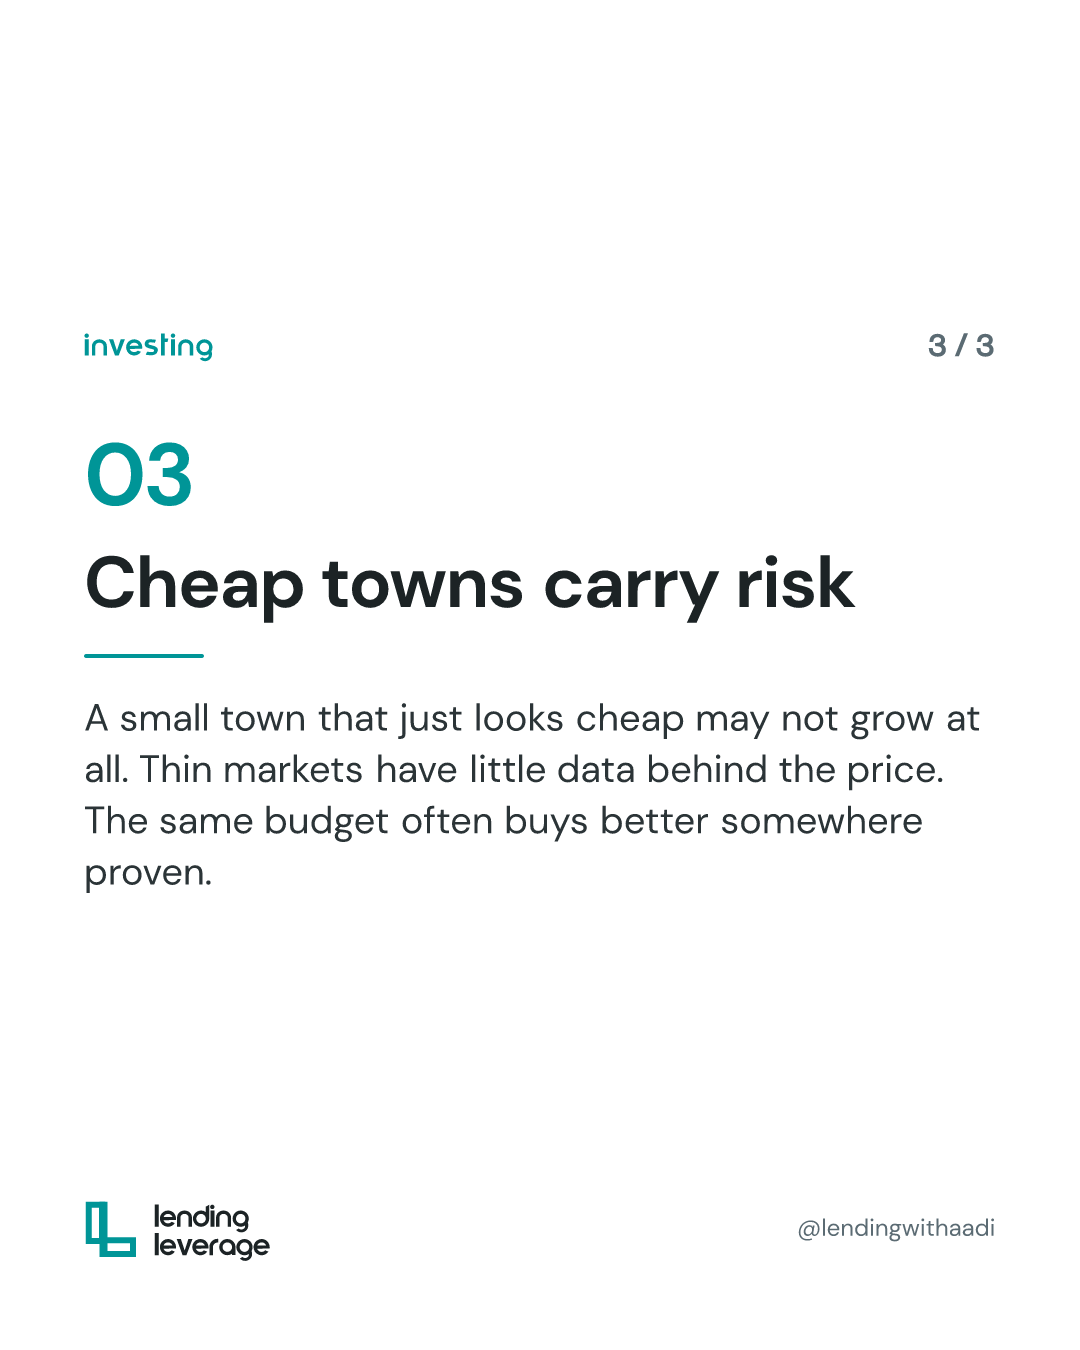 investing
3 / 3
03
Cheap towns carry risk
A small town that just looks cheap may not grow at
all. Thin markets have little data behind the price.
The same budget often buys better somewhere
proven.
lending
leverage
@lendingwithaadi